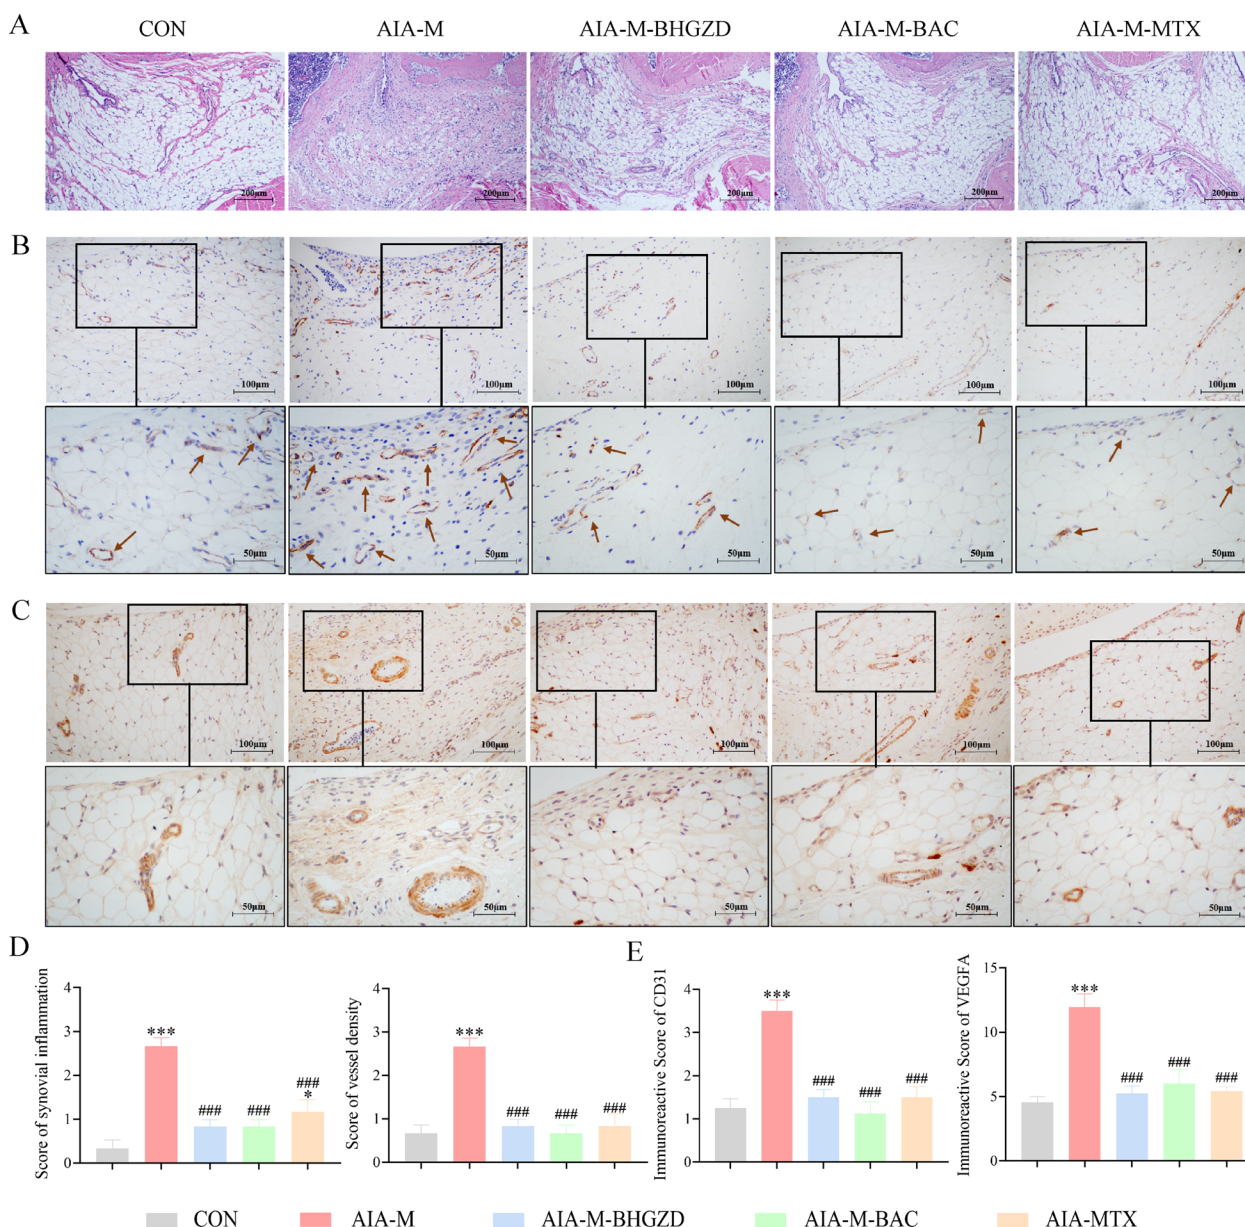 A
CON AIA-M AIA-M-BHGZD AIA-M-BAC AIA-M-MTX
200μm 200μm 200μm 200μm 200μm
B
100μm 100μm 100μm 100μm 100μm
50μm 50μm 50μm 50μm 50μm
C
100μm 100μm 100μm 100μm 100μm
50μm 50μm 50μm 50μm 50μm
D
Score of synovial inflammation
4
3
2
1
0
***
###
###
###
*
Score of vessel density
4
3
2
1
0
***
###
###
###
E
Immunoreactive Score of CD31
4
3
2
1
0
***
###
###
###
Immunoreactive Score of VEGFA
15
10
5
0
***
###
###
###
CON AIA-M AIA-M-BHGZD AIA-M-BAC AIA-MTX